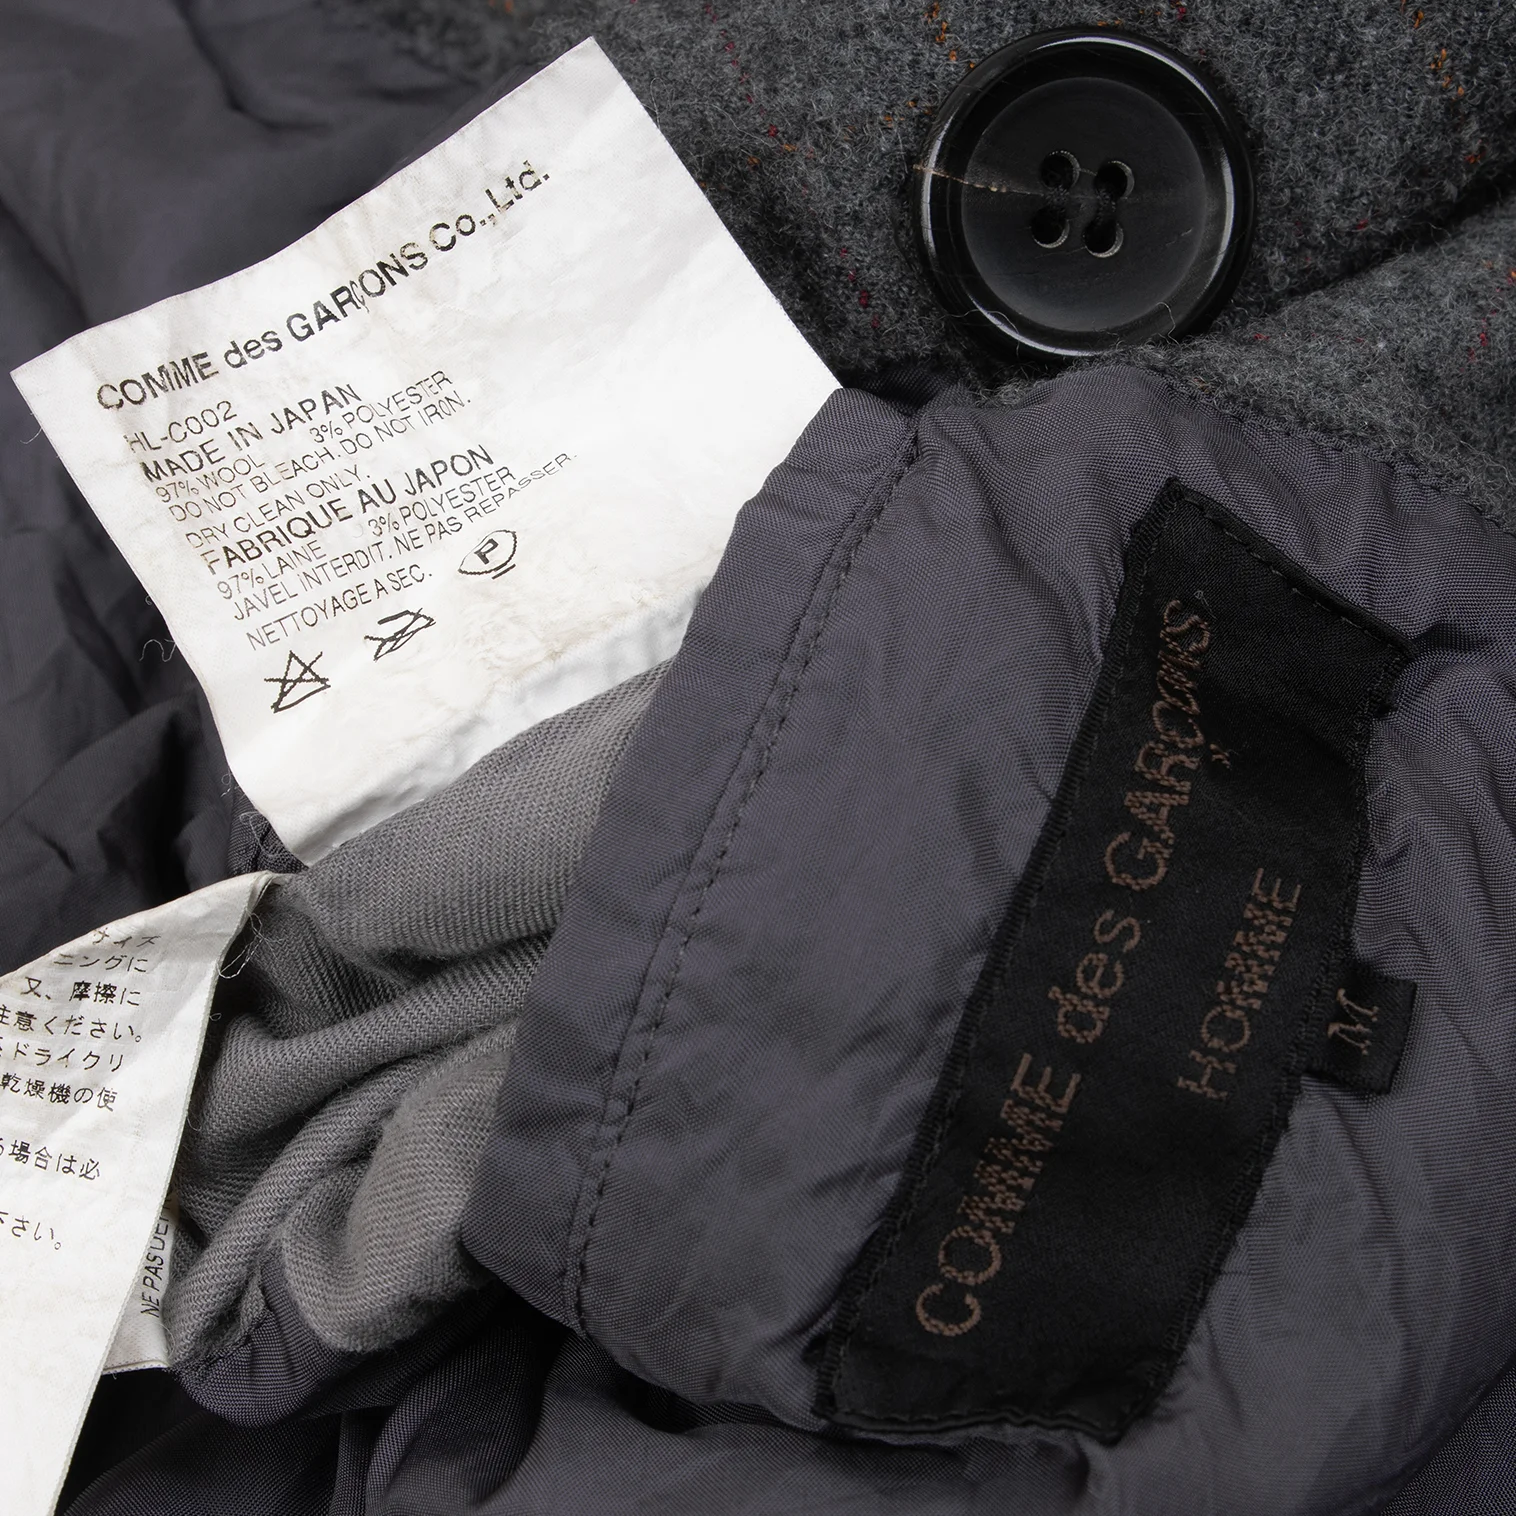 COMME des GARÇONS Co.,Ltd.
HL-C002
MADE IN JAPAN
97% WOOL 3% POLYESTER
DO NOT BLEACH. DO NOT IRON.
DRY CLEAN ONLY.
FABRIQUE AU JAPON
97% LAINE 3% POLYESTER
JAVEL INTERDIT. NE PAS REPASSER.
NETTOYAGE A SEC.
P
サイズ
ニングに
又、摩擦に
注意ください。
ドライクリ
乾燥機の使
る場合は必
下さい。
NE PAS DE
COMME des GARÇONS
HOMME
M